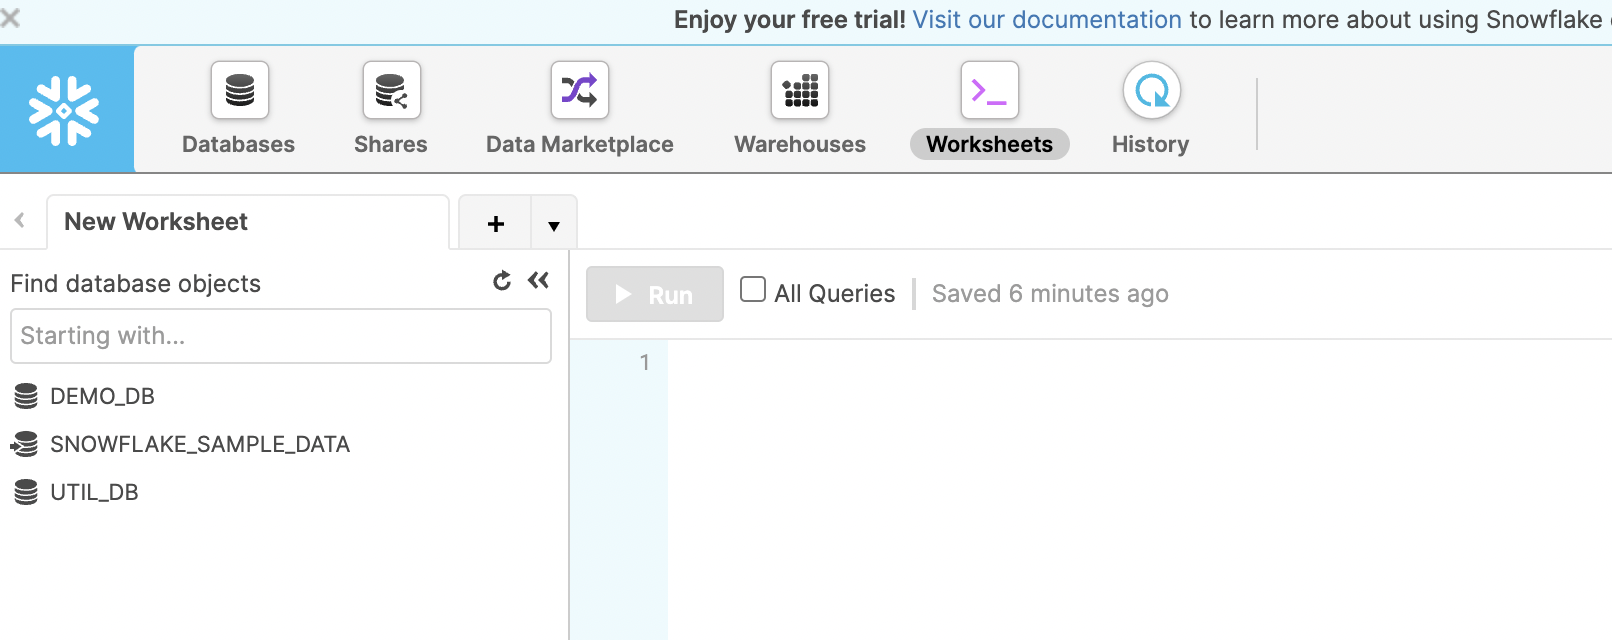 Enjoy your free trial! Visit our documentation to learn more about using Snowflake
Databases
Shares
Data Marketplace
Warehouses
Worksheets
History
New Worksheet
Find database objects
Starting with...
DEMO_DB
SNOWFLAKE_SAMPLE_DATA
UTIL_DB
Run
All Queries
Saved 6 minutes ago
1